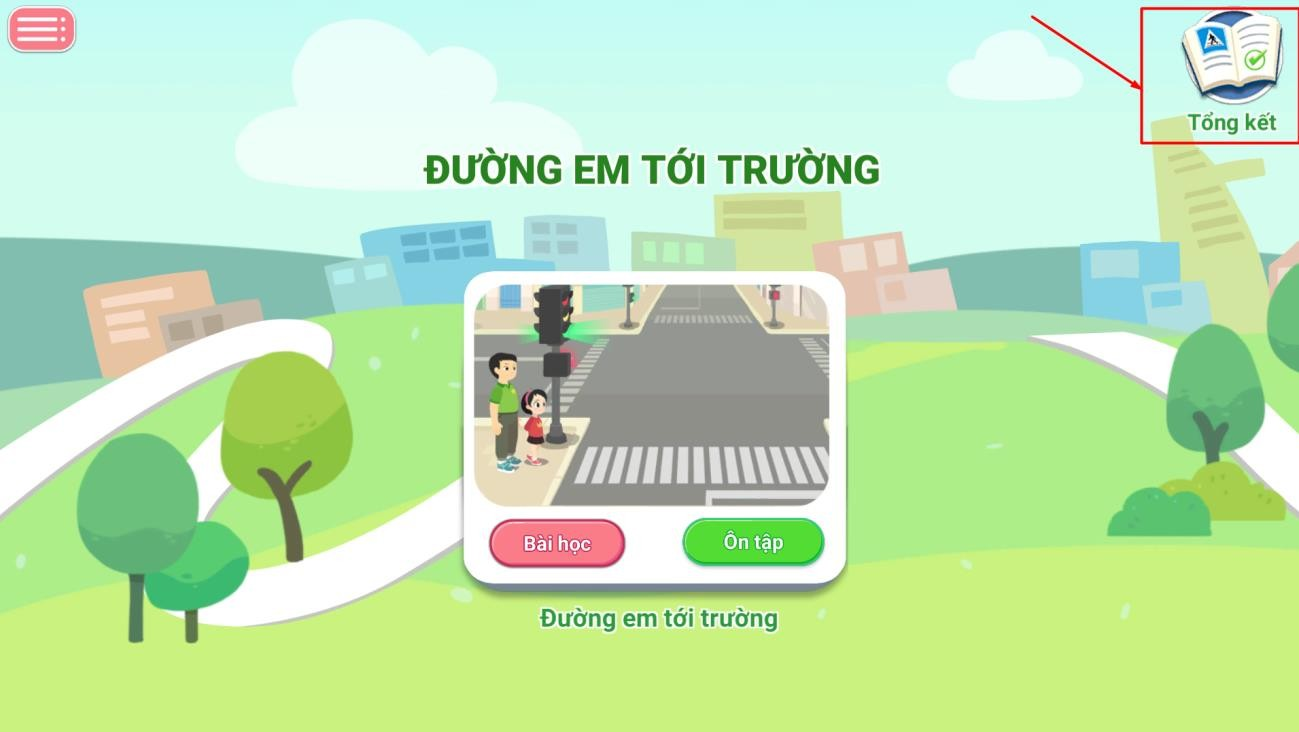 Tổng kết
ĐƯỜNG EM TỚI TRƯỜNG
Bài học
Ôn tập
Đường em tới trường